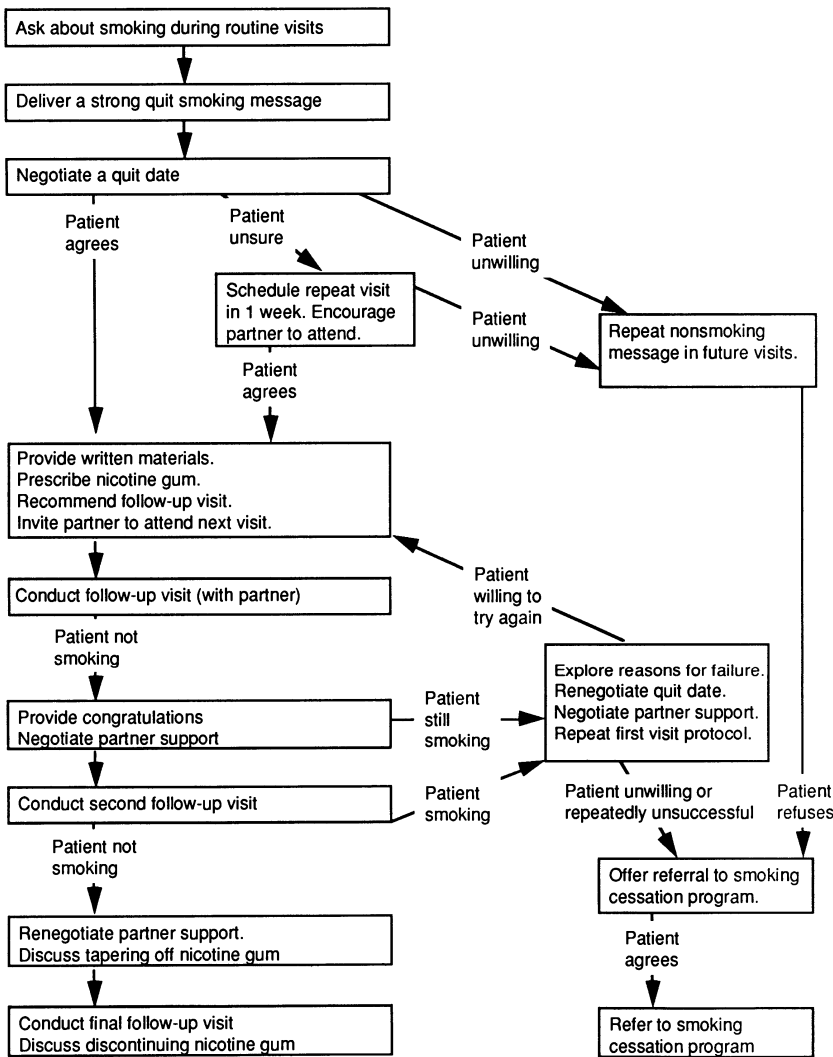 Ask about smoking during routine visits
Deliver a strong quit smoking message
Negotiate a quit date
Patient
agrees
Patient
unsure
Patient
unwilling
Schedule repeat visit
in 1 week. Encourage
partner to attend.
Patient
unwilling
Repeat nonsmoking
message in future visits.
Patient
agrees
Provide written materials.
Prescribe nicotine gum.
Recommend follow-up visit.
Invite partner to attend next visit.
Patient
willing to
try again
Conduct follow-up visit (with partner)
Patient not
smoking
Explore reasons for failure.
Renegotiate quit date.
Negotiate partner support.
Repeat first visit protocol.
Provide congratulations
Negotiate partner support
Patient
still
smoking
Conduct second follow-up visit
Patient
smoking
Patient unwilling or
repeatedly unsuccessful
Patient
refuses
Patient not
smoking
Offer referral to smoking
cessation program.
Renegotiate partner support.
Discuss tapering off nicotine gum
Patient
agrees
Conduct final follow-up visit
Discuss discontinuing nicotine gum
Refer to smoking
cessation program